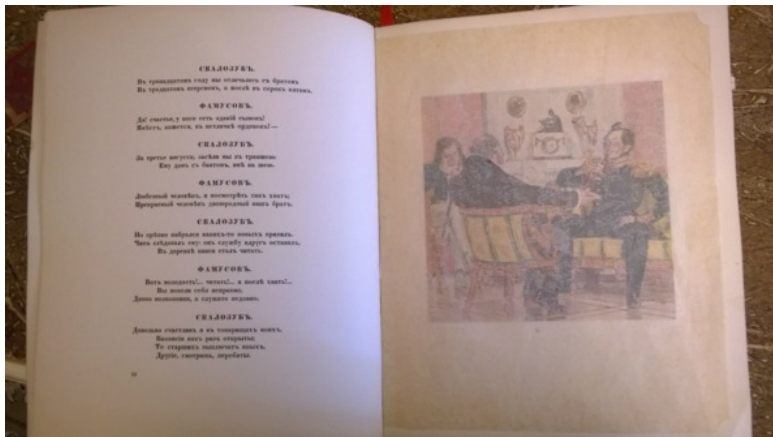 СКАЛОЗУБЪ.
Въ тринадцатомъ году мы отличались съ братомъ
Въ тридцатомъ егерскомъ, а послѣ въ сорокъ пятомъ.
ФАМУСОВЪ.
Да! счастье, у кого есть эдакій сынокъ!
Имѣетъ, кажется, въ петличкѣ орденокъ?—
СКАЛОЗУБЪ.
За третье августа; засѣли мы въ траншею:
Ему данъ съ бантомъ, мнѣ на шею.
ФАМУСОВЪ.
Любезный человѣкъ, и посмотрѣть такъ хватъ;
Прекрасный человѣкъ двоюродный вашъ братъ.
СКАЛОЗУБЪ.
Но крѣпко набрался какихъ-то новыхъ правилъ.
Чинъ слѣдовалъ ему: онъ службу вдругъ оставилъ,
Въ деревнѣ книги сталъ читать.
ФАМУСОВЪ.
Вотъ молодость!.. читать!.. а послѣ хвать!..
Вы повели себя исправно,
Давно полковники, а служите недавно.
СКАЛОЗУБЪ.
Довольно счастливъ я въ товарищахъ моихъ,
Вакансіи какъ разъ открыты;
То старшихъ выключатъ иныхъ,
Другіе, смотришь, перебиты.